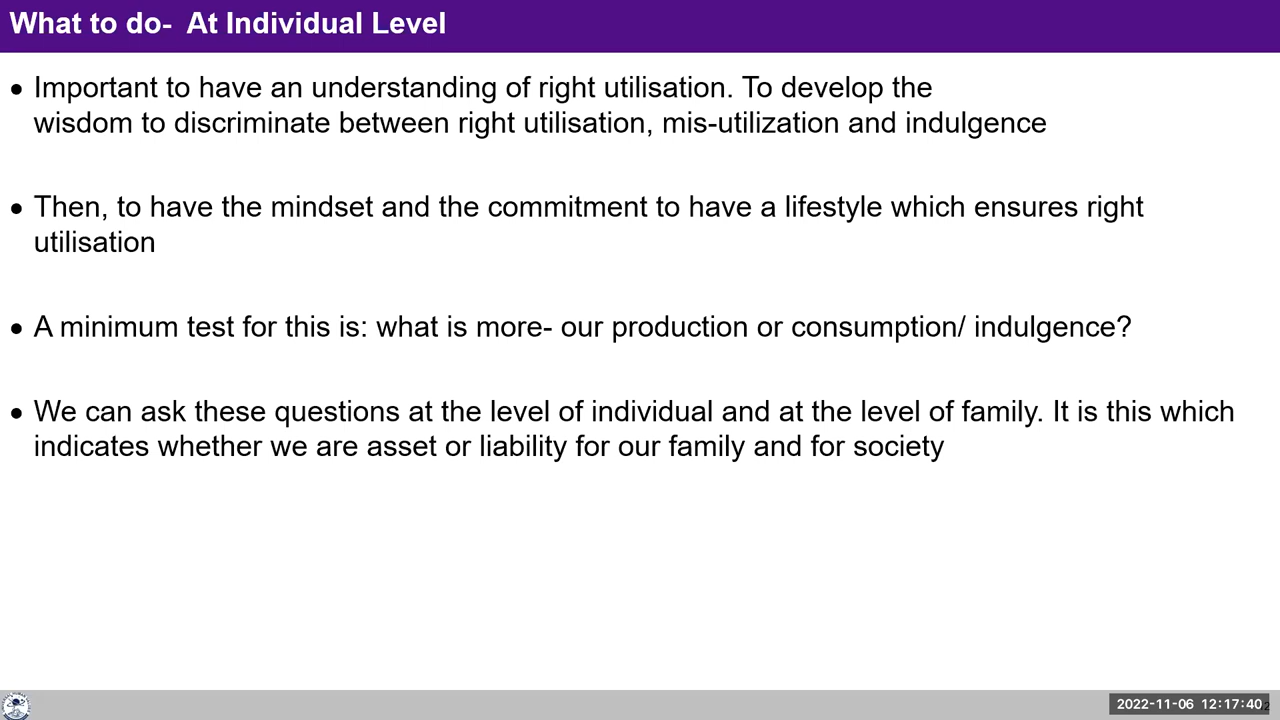 What to do-  At Individual Level
• Important to have an understanding of right utilisation. To develop the
wisdom to discriminate between right utilisation, mis-utilization and indulgence
• Then, to have the mindset and the commitment to have a lifestyle which ensures right
utilisation
• A minimum test for this is: what is more- our production or consumption/ indulgence?
• We can ask these questions at the level of individual and at the level of family. It is this which
indicates whether we are asset or liability for our family and for society
2022-11-06 12:17:40